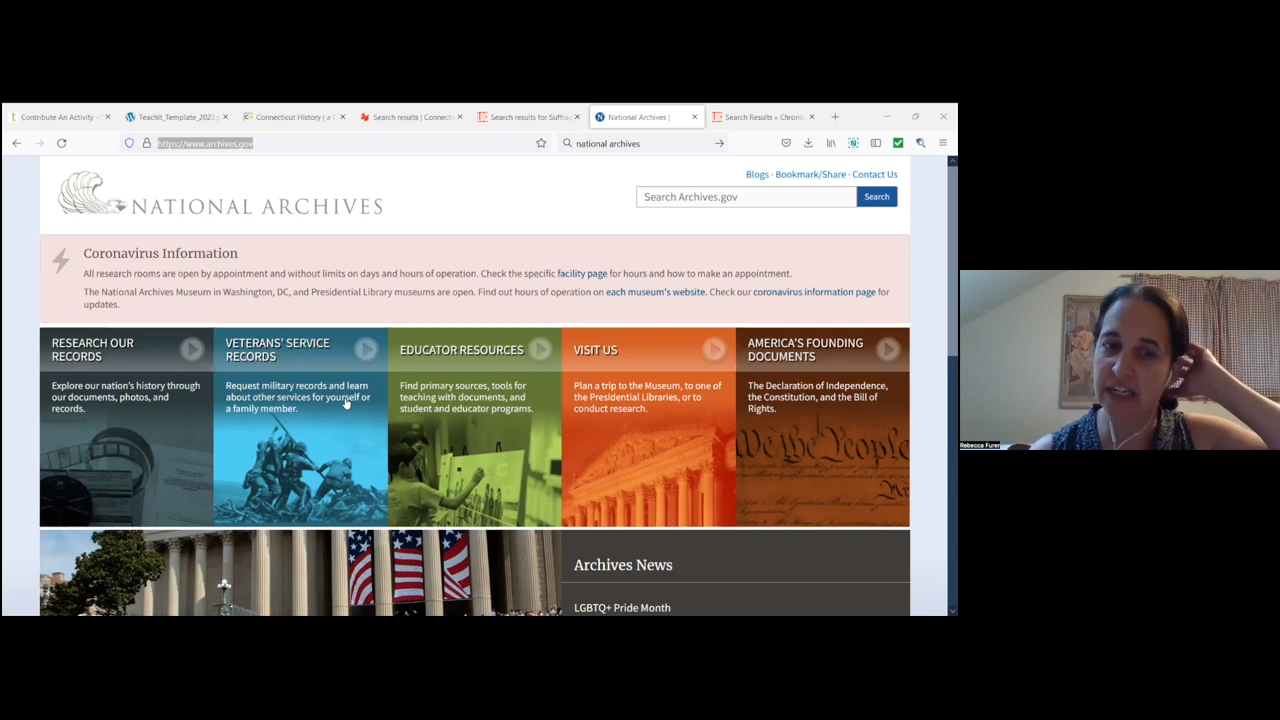 Contribute An Activity -
TeachIt_Template_2022.
Connecticut History | a C
Search results | Connecti
Search results for Suffra
National Archives |
Search Results « Chronic
https://www.archives.gov
national archives
Blogs · Bookmark/Share · Contact Us
NATIONAL ARCHIVES
Search Archives.gov
Search
Coronavirus Information
All research rooms are open by appointment and without limits on days and hours of operation. Check the specific facility page for hours and how to make an appointment.
The National Archives Museum in Washington, DC, and Presidential Library museums are open. Find out hours of operation on each museum's website. Check our coronavirus information page for
updates.
RESEARCH OUR
RECORDS
Explore our nation's history through
our documents, photos, and
records.
VETERANS' SERVICE
RECORDS
Request military records and learn
about other services for yourself or
a family member.
EDUCATOR RESOURCES
Find primary sources, tools for
teaching with documents, and
student and educator programs.
VISIT US
Plan a trip to the Museum, to one of
the Presidential Libraries, or to
conduct research.
AMERICA'S FOUNDING
DOCUMENTS
The Declaration of Independence,
the Constitution, and the Bill of
Rights.
We the People
Archives News
LGBTQ+ Pride Month
Rebecca Furer